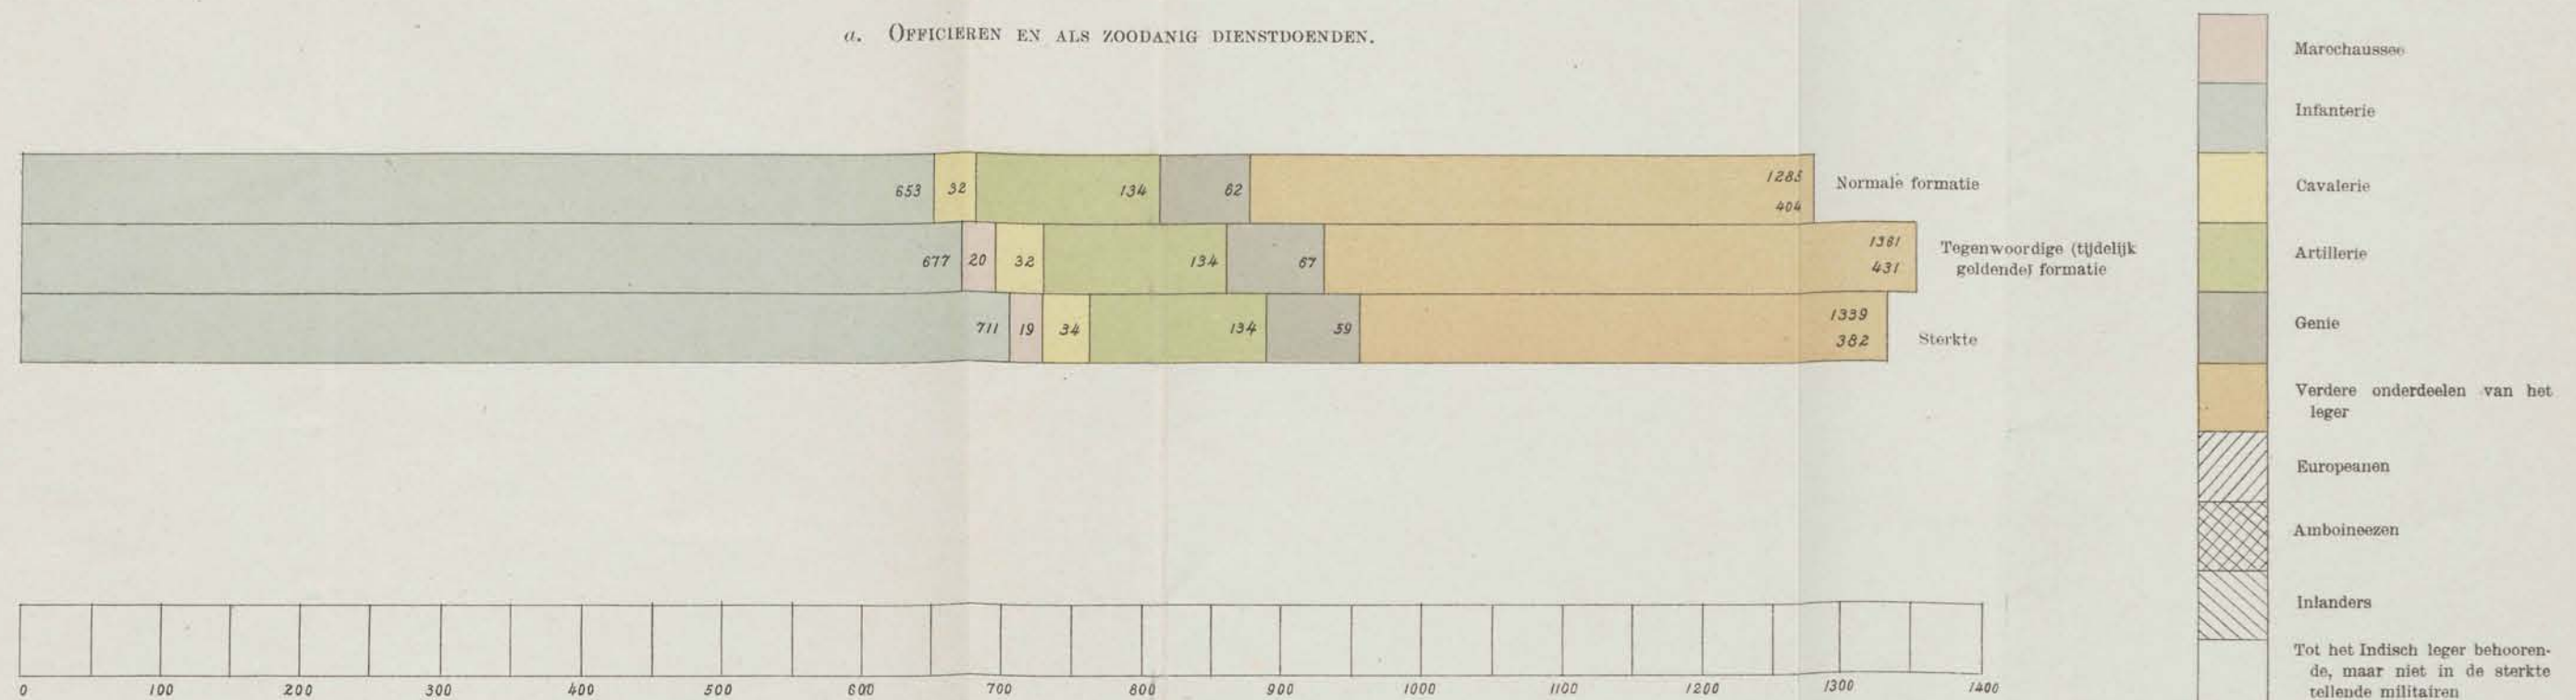 a. Officieren en als zoodanig dienstdoenden.
653 32 134 62 1285
404
Normale formatie
677 20 32 134 67 1361
431
Tegenwoordige (tijdelijk
geldende) formatie
711 19 34 134 59 1339
382
Sterkte
0 100 200 300 400 500 600 700 800 900 1000 1100 1200 1300 1400
Marechaussee
Infanterie
Cavalerie
Artillerie
Genie
Verdere onderdeelen van het
leger
Europeanen
Amboineezen
Inlanders
Tot het Indisch leger behooren-
de, maar niet in de sterkte
tellende militairen